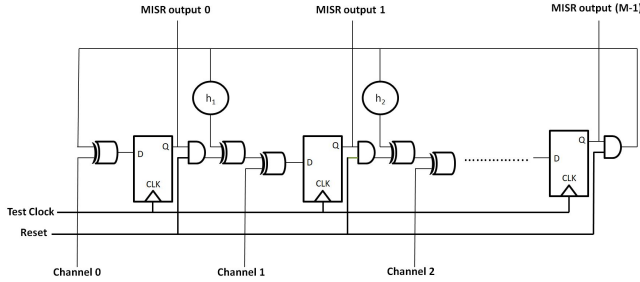 MISR output 0
MISR output 1
MISR output (M-1)
h1
h2
D
Q
CLK
D
Q
CLK
D
Q
CLK
Test Clock
Reset
Channel 0
Channel 1
Channel 2